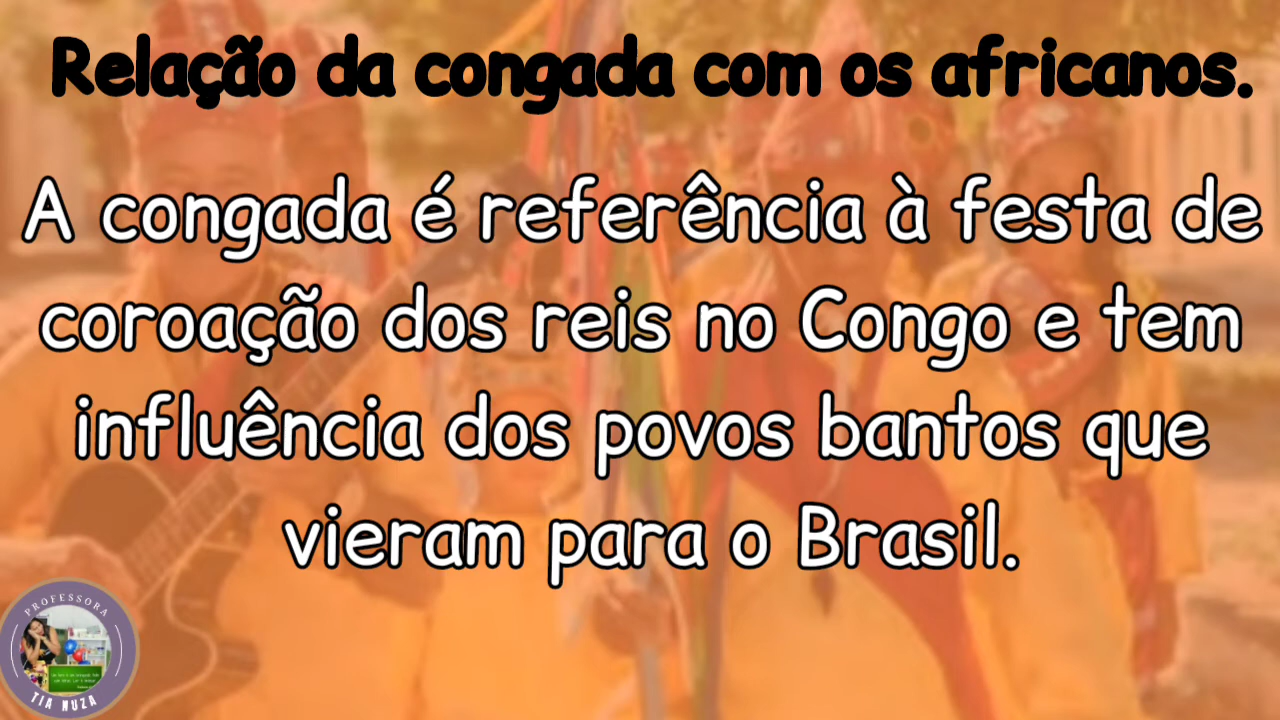 Relação da congada com os africanos.
A congada é referência à festa de
coroação dos reis no Congo e tem
influência dos povos bantos que
vieram para o Brasil.
PROFESSORA
TIA NUZA